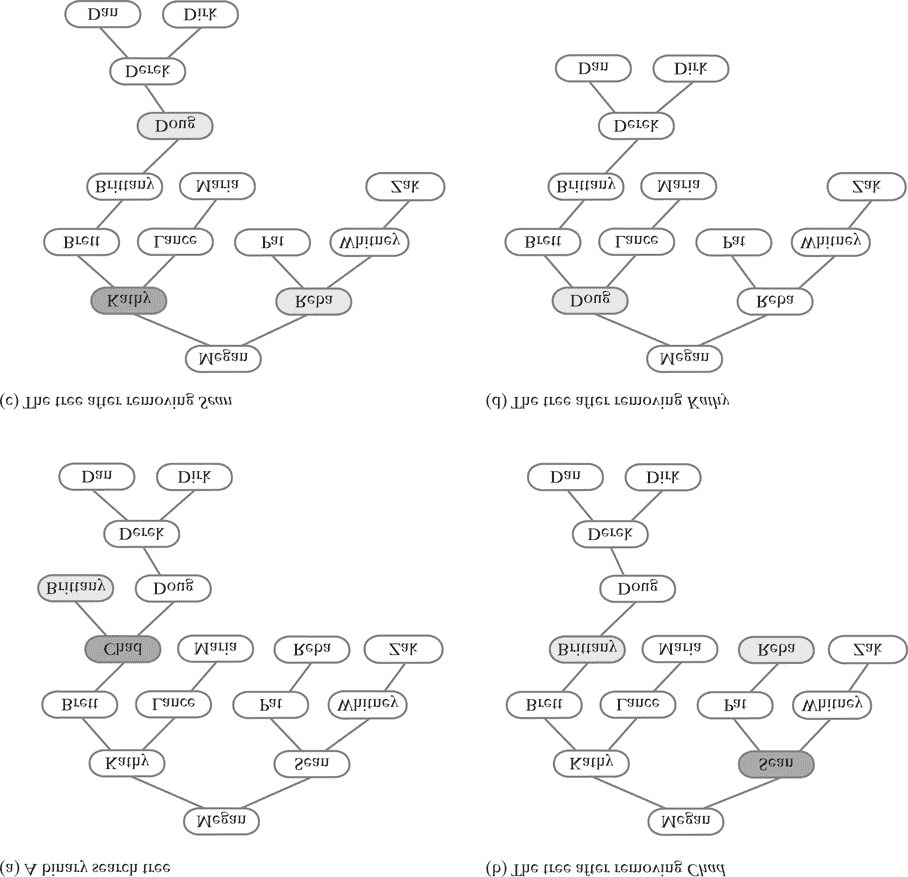 (a) A binary search tree
Megan
Kathy Sean
Brett Lance Pat Whitney
Chad Maria Reba Zak
Brittany Doug
Derek
Dan Dirk
(b) The tree after removing Chad
Megan
Kathy Sean
Brett Lance Pat Whitney
Brittany Maria Reba Zak
Doug
Derek
Dan Dirk
(c) The tree after removing Sean
Megan
Kathy Reba
Brett Lance Pat Whitney
Brittany Maria Zak
Doug
Derek
Dan Dirk
(d) The tree after removing Kathy
Megan
Doug Reba
Brett Lance Pat Whitney
Brittany Maria Zak
Derek
Dan Dirk